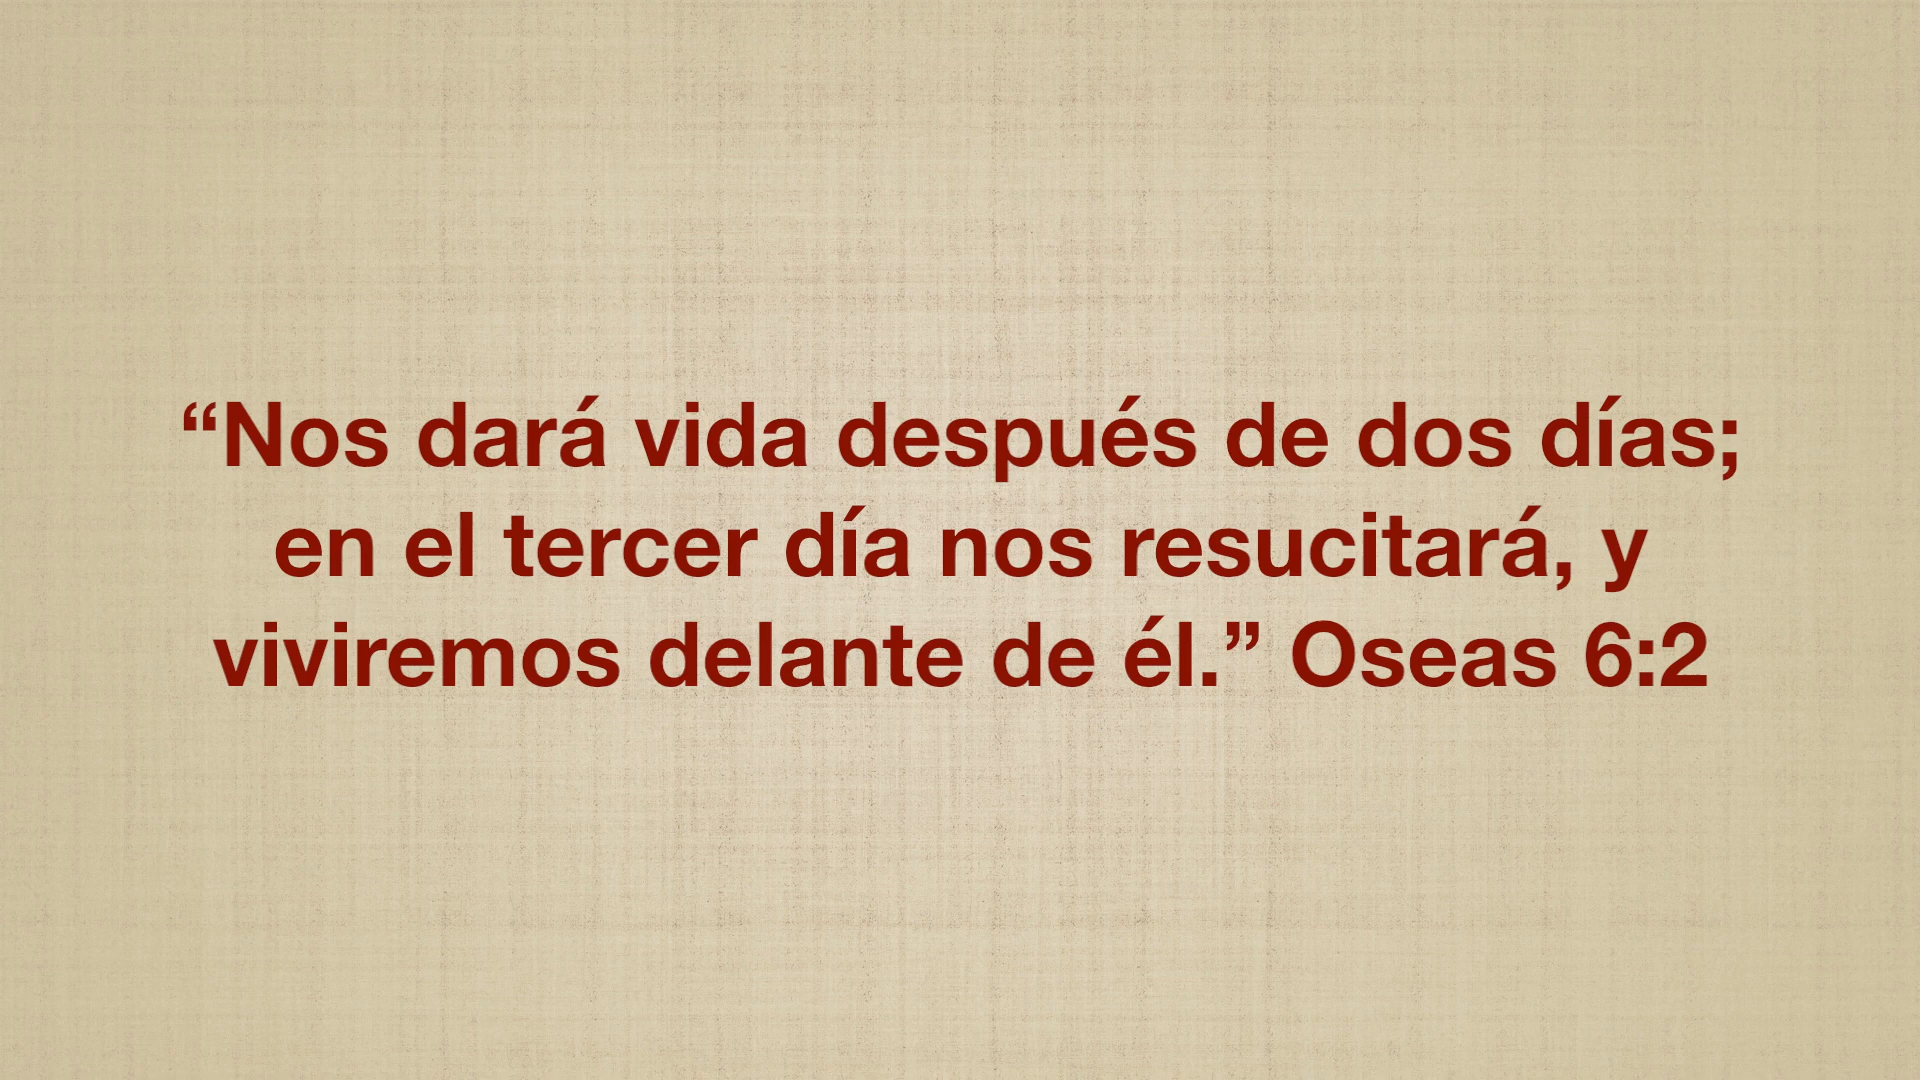 “Nos dará vida después de dos días;
en el tercer día nos resucitará, y
viviremos delante de él.” Oseas 6:2